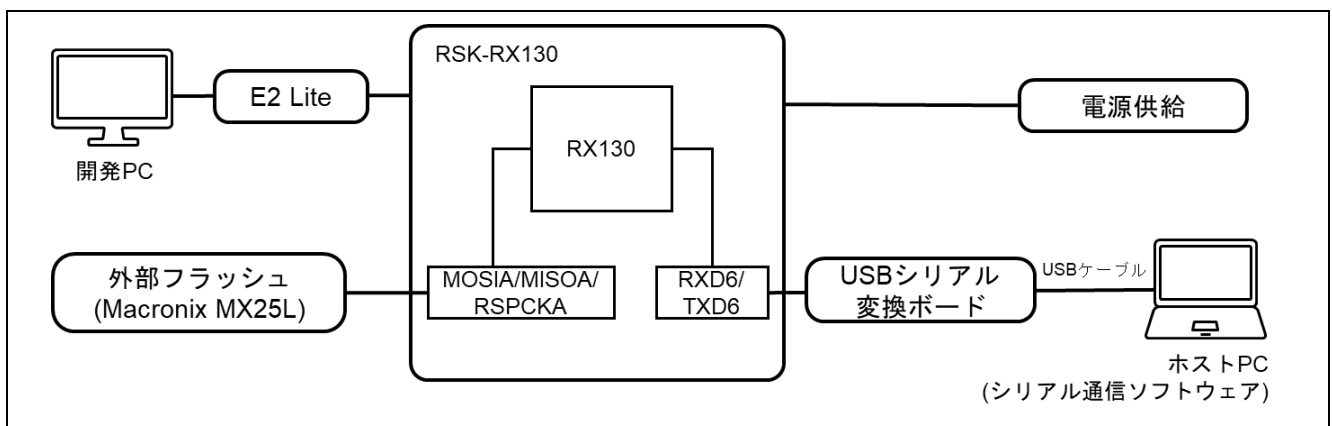 RSK-RX130
E2 Lite
電源供給
RX130
開発PC
外部フラッシュ
(Macronix MX25L)
MOSIA/MISOA/
RSPCKA
RXD6/
TXD6
USBシリアル
変換ボード
USBケーブル
ホストPC
(シリアル通信ソフトウェア)